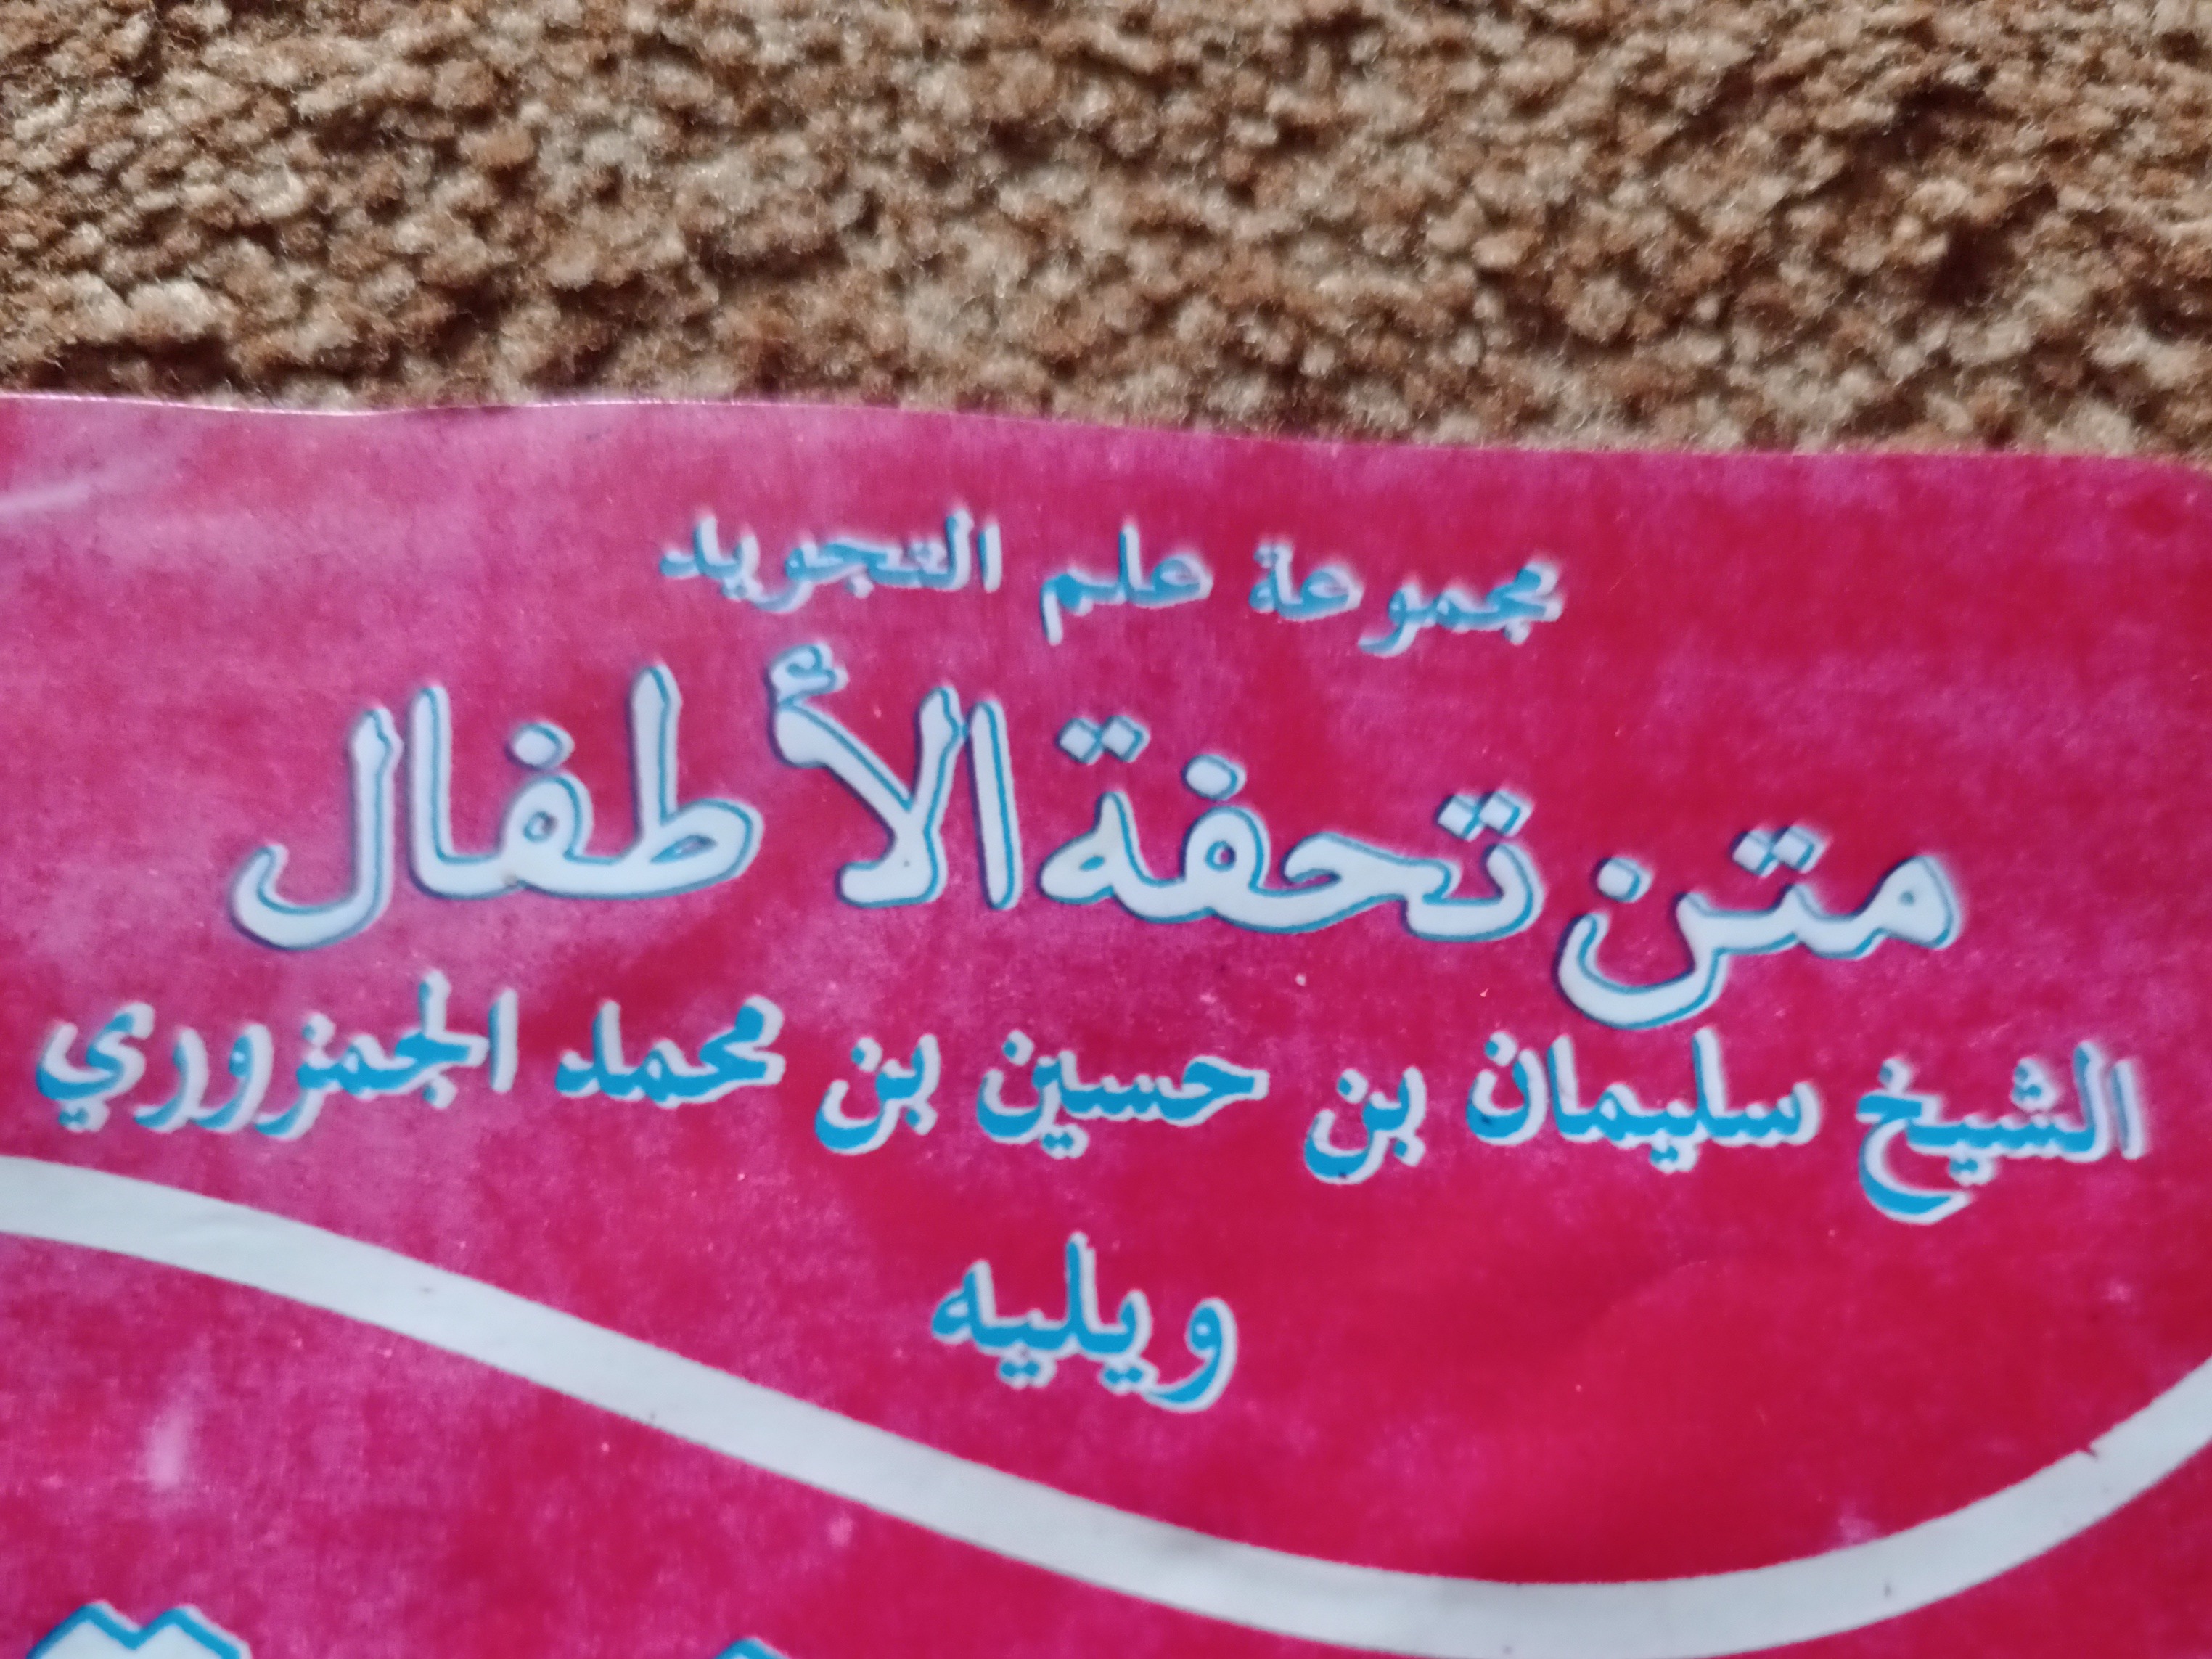 مجموعة علم التجويد
متن تحفة الأطفال
الشيخ سليمان بن حسين بن محمد الجمزوري
ويليه